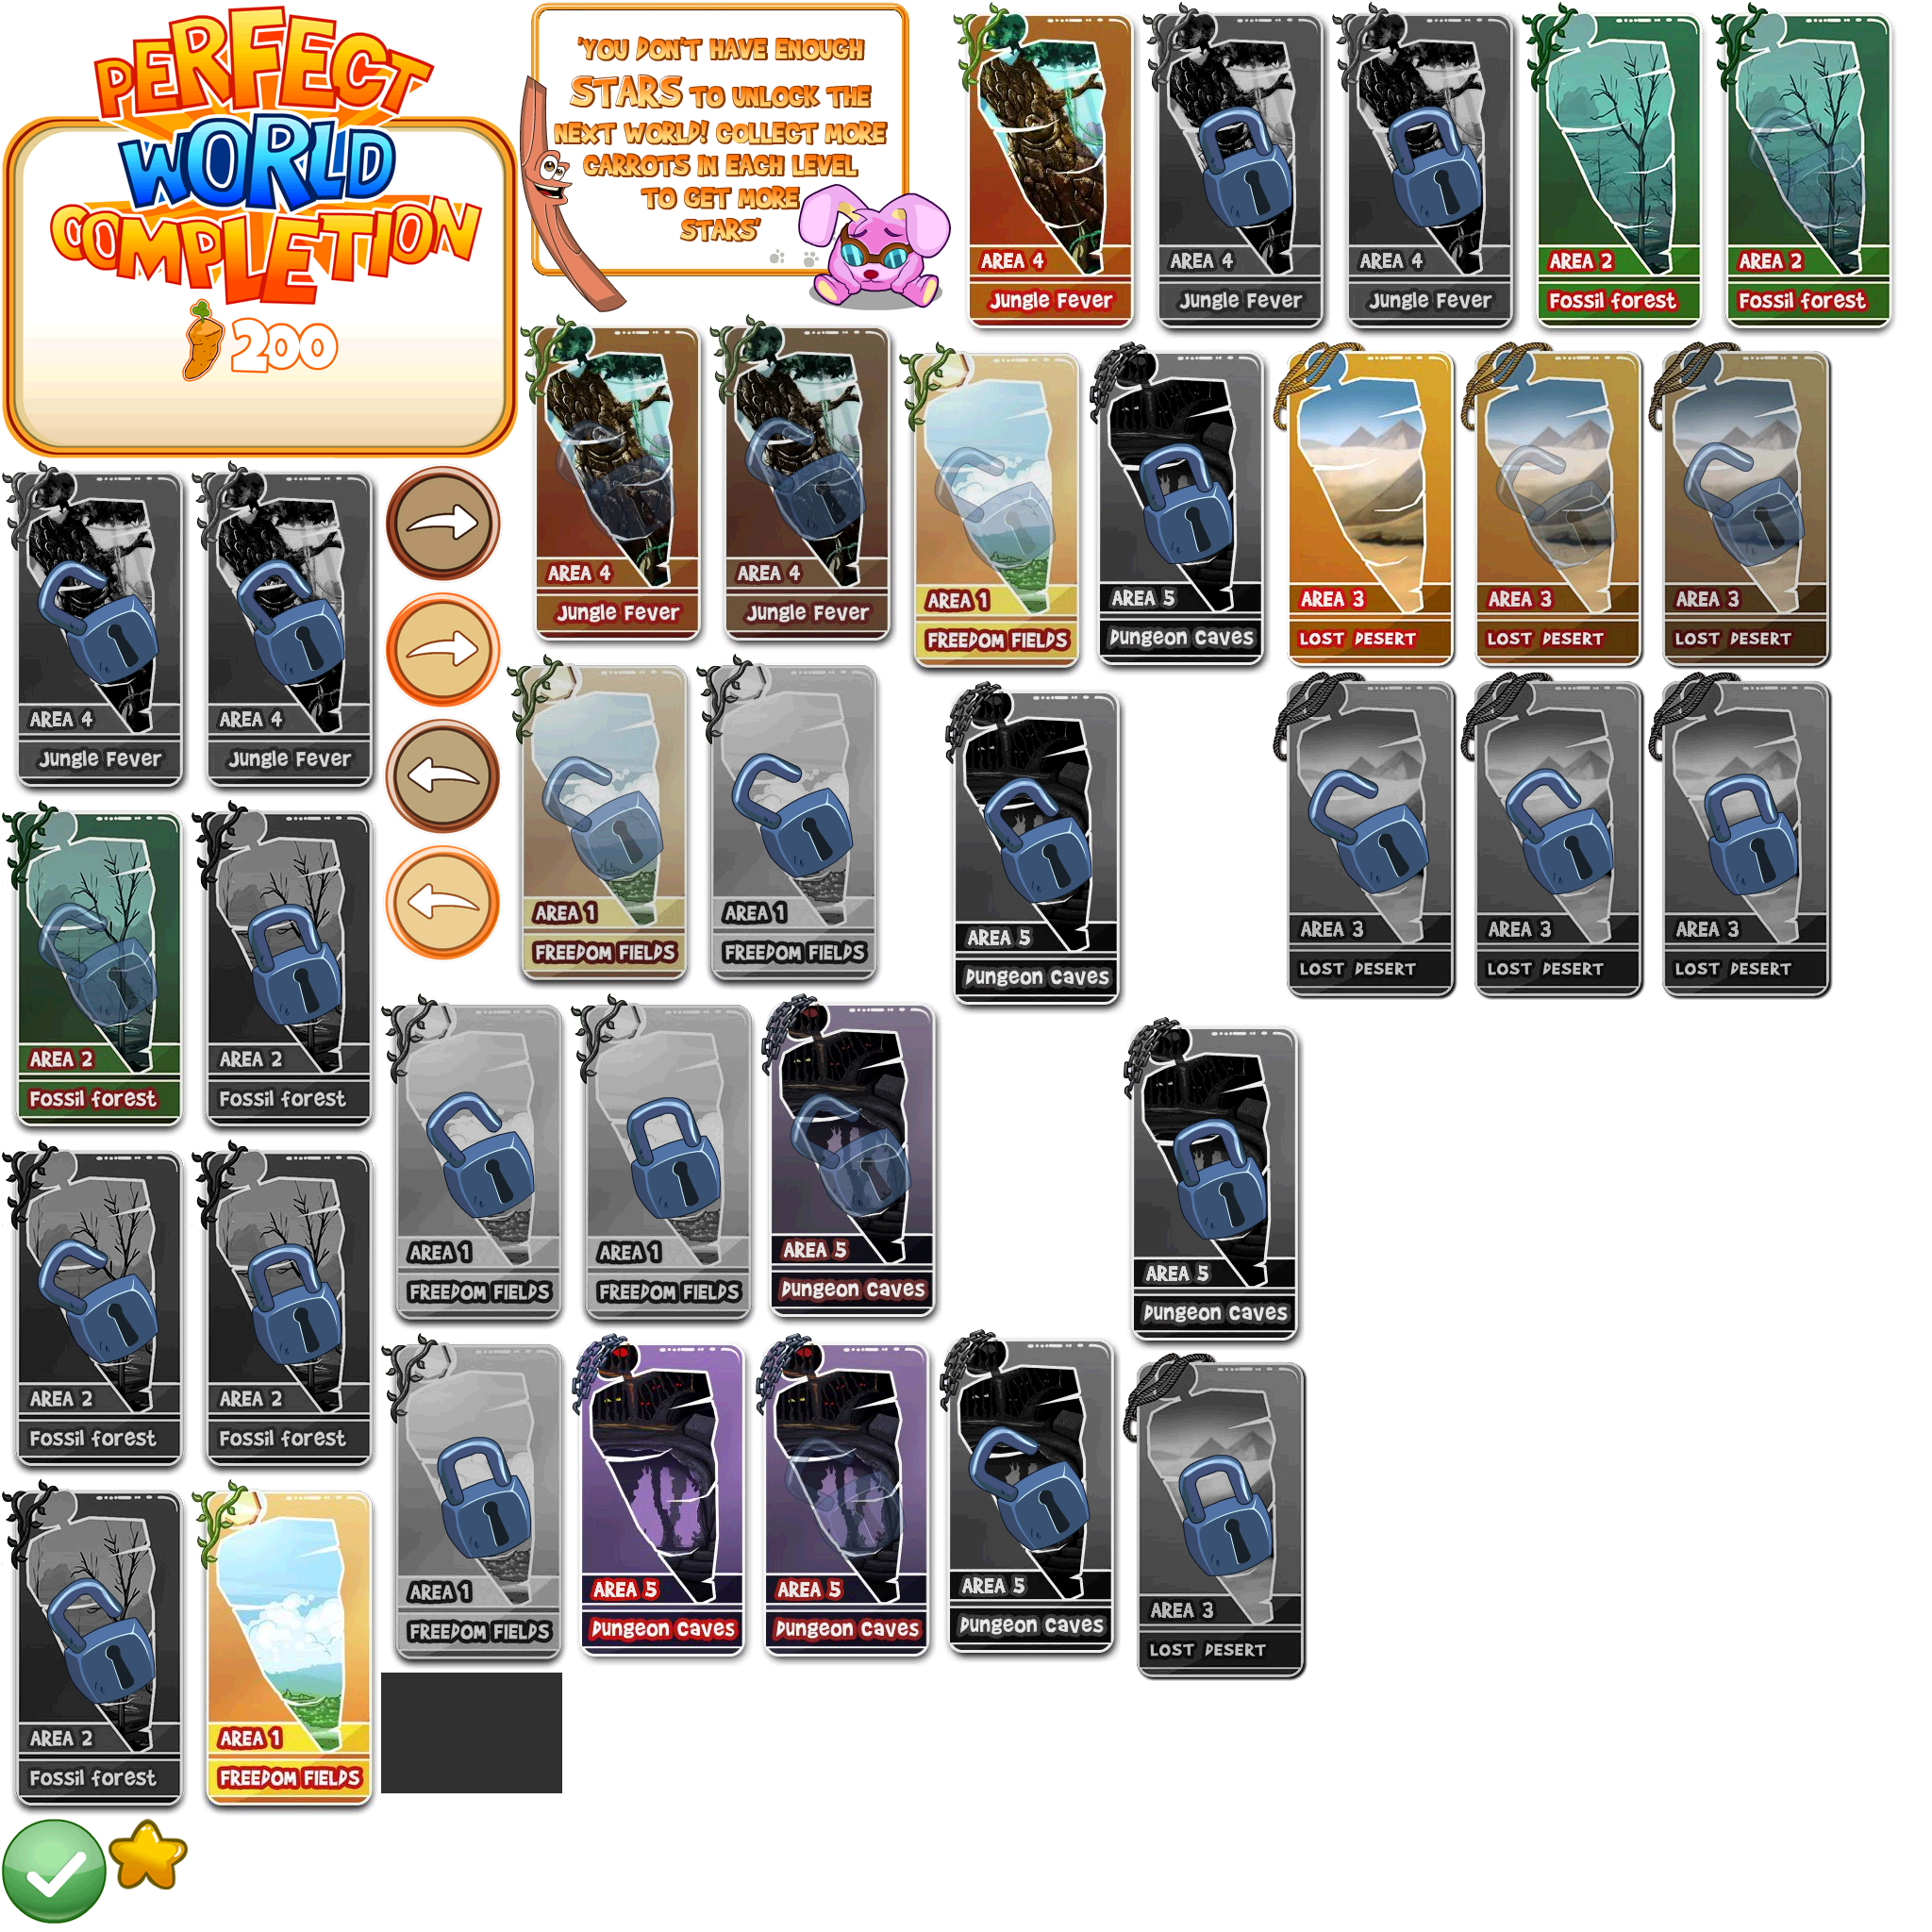 PERFECT
WORLD
COMPLETION
200
'YOU DON'T HAVE ENOUGH
STARS TO UNLOCK THE
NEXT WORLD! COLLECT MORE
CARROTS IN EACH LEVEL
TO GET MORE
STARS'
AREA 4
Jungle Fever
AREA 4
Jungle Fever
AREA 4
Jungle Fever
AREA 2
Fossil forest
AREA 2
Fossil forest
AREA 4
Jungle Fever
AREA 4
Jungle Fever
AREA 1
FREEDOM FIELDS
AREA 5
Dungeon Caves
AREA 3
LOST DESERT
AREA 3
LOST DESERT
AREA 3
LOST DESERT
AREA 4
Jungle Fever
AREA 4
Jungle Fever
AREA 1
FREEDOM FIELDS
AREA 1
FREEDOM FIELDS
AREA 5
Dungeon Caves
AREA 3
LOST DESERT
AREA 3
LOST DESERT
AREA 3
LOST DESERT
AREA 2
Fossil forest
AREA 2
Fossil forest
AREA 1
FREEDOM FIELDS
AREA 1
FREEDOM FIELDS
AREA 5
Dungeon Caves
AREA 5
Dungeon Caves
AREA 2
Fossil forest
AREA 2
Fossil forest
AREA 1
FREEDOM FIELDS
AREA 5
Dungeon Caves
AREA 5
Dungeon Caves
AREA 5
Dungeon Caves
AREA 3
LOST DESERT
AREA 2
Fossil forest
AREA 1
FREEDOM FIELDS